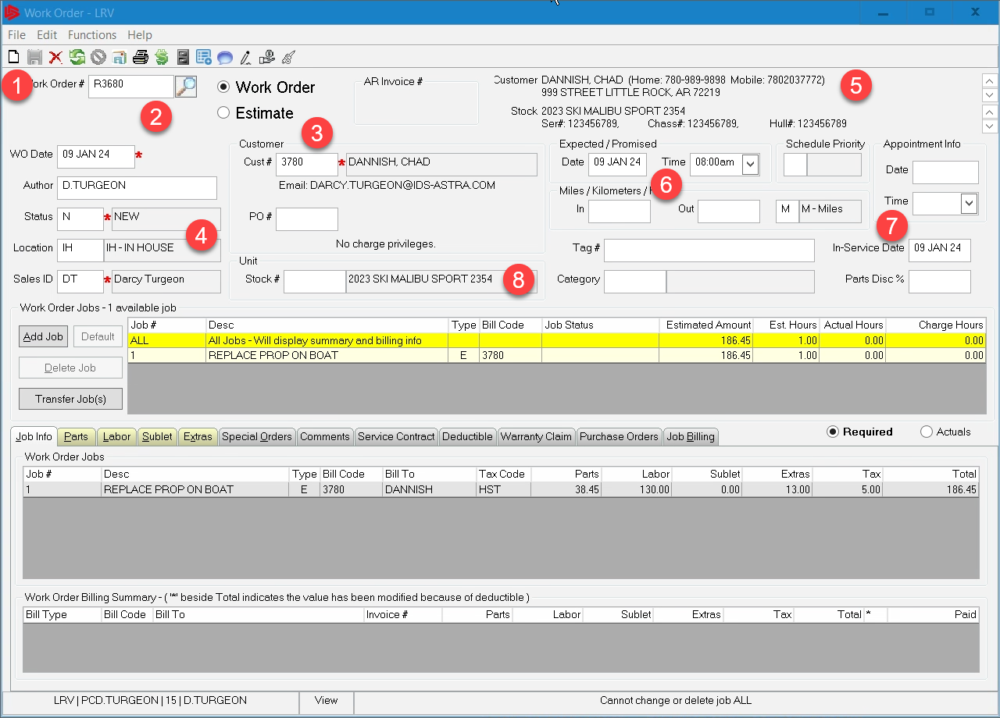 Work Order - LRV
File Edit Functions Help
1 ork Order # R3680
2
Work Order
Estimate
AR Invoice #
Customer DANNISH, CHAD (Home: 780-989-9898 Mobile: 7802037772)
999 STREET LITTLE ROCK, AR 72219
Stock 2023 SKI MALIBU SPORT 2354
Ser#: 123456789, Chass#: 123456789, Hull#: 123456789
5
WO Date 09 JAN 24 *
Author D.TURGEON
Status N * NEW
Location IH IH - IN HOUSE
4
Sales ID DT * Darcy Turgeon
Customer
3
Cust # 3780 * DANNISH, CHAD
Email: DARCY.TURGEON@IDS-ASTRA.COM
PO #
No charge privileges.
Unit
Stock # 2023 SKI MALIBU SPORT 2354
8
Expected / Promised
Date 09 JAN 24 Time 08:00am
6
Schedule Priority
Appointment Info
Date
Time
7
Miles / Kilometers /
In Out M M - Miles
Tag # In-Service Date 09 JAN 24
Category Parts Disc %
Work Order Jobs - 1 available job
Add Job Default
Delete Job
Transfer Job(s)
Job # Desc Type Bill Code Job Status Estimated Amount Est. Hours Actual Hours Charge Hours
ALL All Jobs - Will display summary and billing info 186.45 1.00 0.00 0.00
1 REPLACE PROP ON BOAT E 3780 186.45 1.00 0.00 0.00
Job Info Parts Labor Sublet Extras Special Orders Comments Service Contract Deductible Warranty Claim Purchase Orders Job Billing Required Actuals
Work Order Jobs
Job # Desc Type Bill Code Bill To Tax Code Parts Labor Sublet Extras Tax Total
1 REPLACE PROP ON BOAT E 3780 DANNISH HST 38.45 130.00 0.00 13.00 5.00 186.45
Work Order Billing Summary - ( '*' beside Total indicates the value has been modified because of deductible )
Bill Type Bill Code Bill To Invoice # Parts Labor Sublet Extras Tax Total * Paid
LRV | PCD.TURGEON | 15 | D.TURGEON View Cannot change or delete job ALL